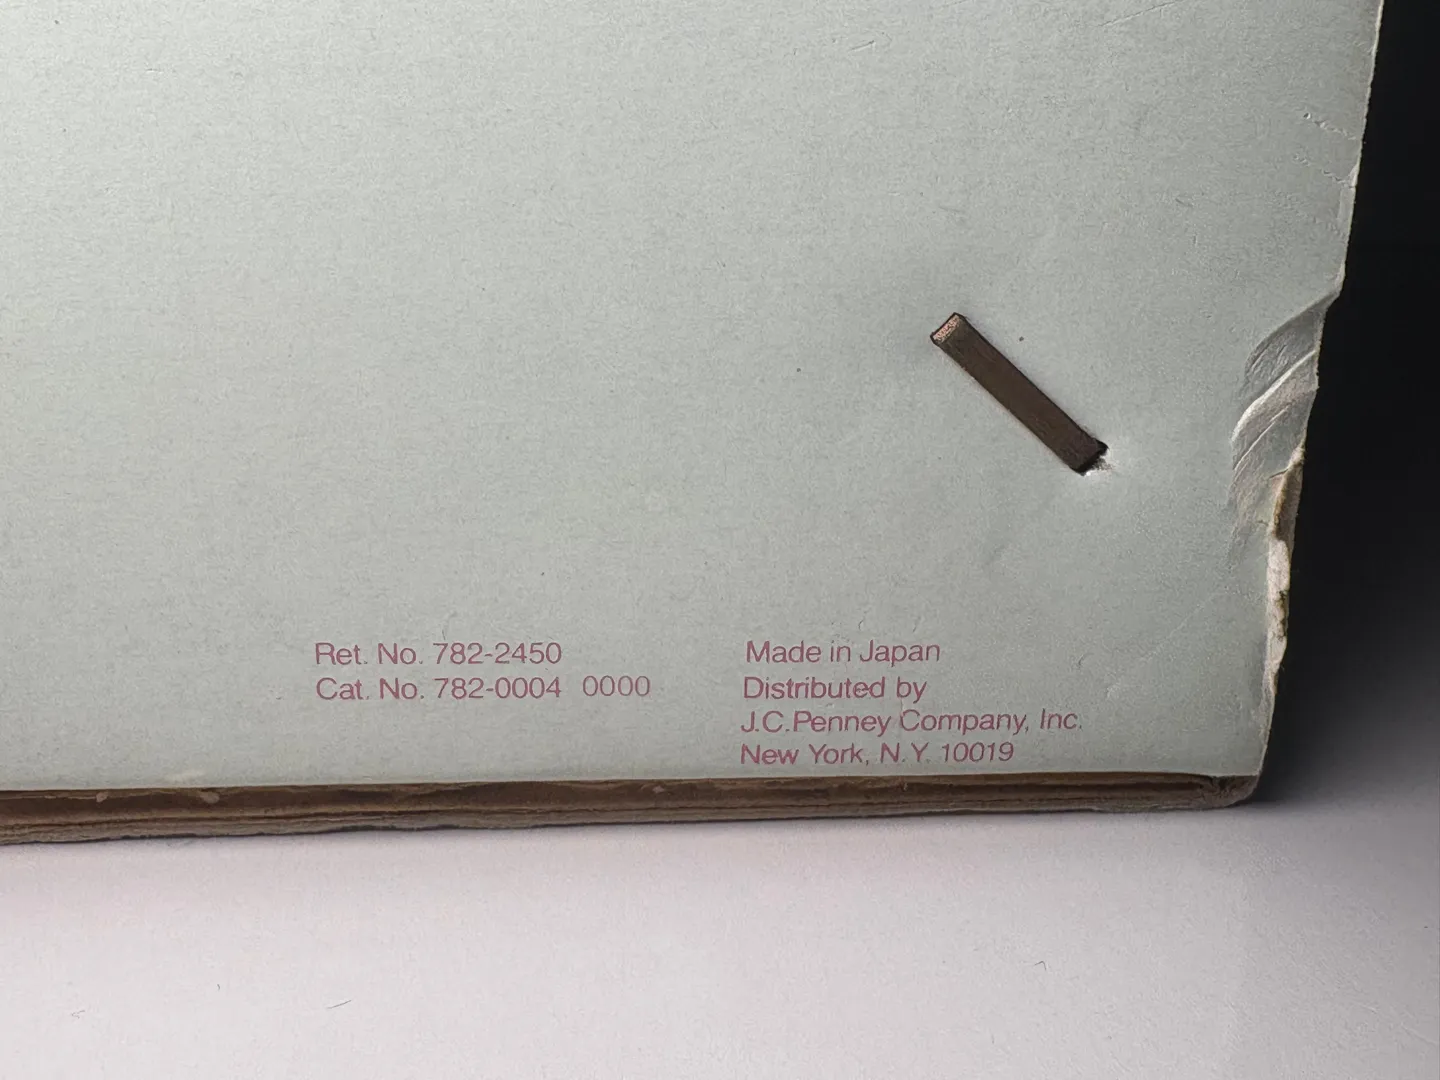 Ret. No. 782-2450
Cat. No. 782-0004 0000
Made in Japan
Distributed by
J.C.Penney Company, Inc.
New York, N.Y. 10019